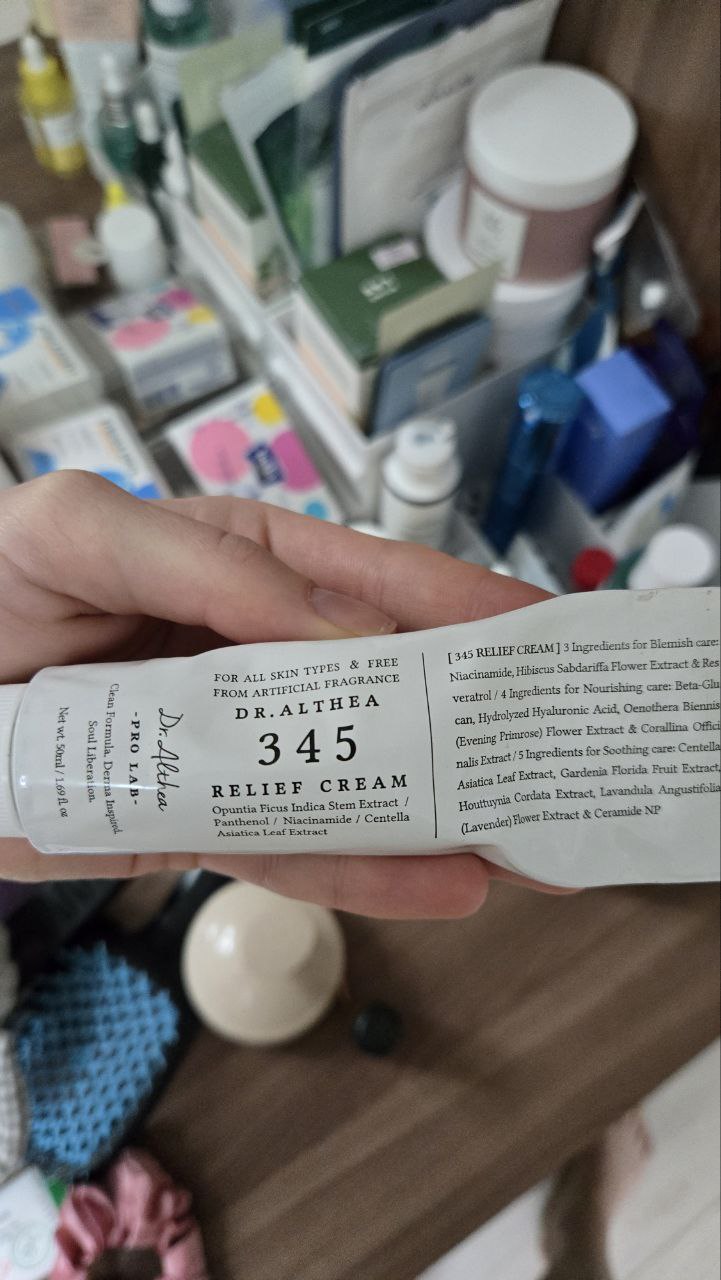 FOR ALL SKIN TYPES & FREE
FROM ARTIFICIAL FRAGRANCE
DR.ALTHEA
345
RELIEF CREAM
Opuntia Ficus Indica Stem Extract /
Panthenol / Niacinamide / Centella
Asiatica Leaf Extract
Dr.Althea
-PRO LAB-
Clean Formula, Derma Inspired,
Soul Liberation.
Net wt. 50ml / 1.69 fl. oz
[ 345 RELIEF CREAM ] 3 Ingredients for Blemish care:
Niacinamide, Hibiscus Sabdariffa Flower Extract & Res
veratrol / 4 Ingredients for Nourishing care: Beta-Glu
can, Hydrolyzed Hyaluronic Acid, Oenothera Biennis
(Evening Primrose) Flower Extract & Corallina Offici
nalis Extract / 5 Ingredients for Soothing care: Centella
Asiatica Leaf Extract, Gardenia Florida Fruit Extract,
Houttuynia Cordata Extract, Lavandula Angustifolia
(Lavender) Flower Extract & Ceramide NP